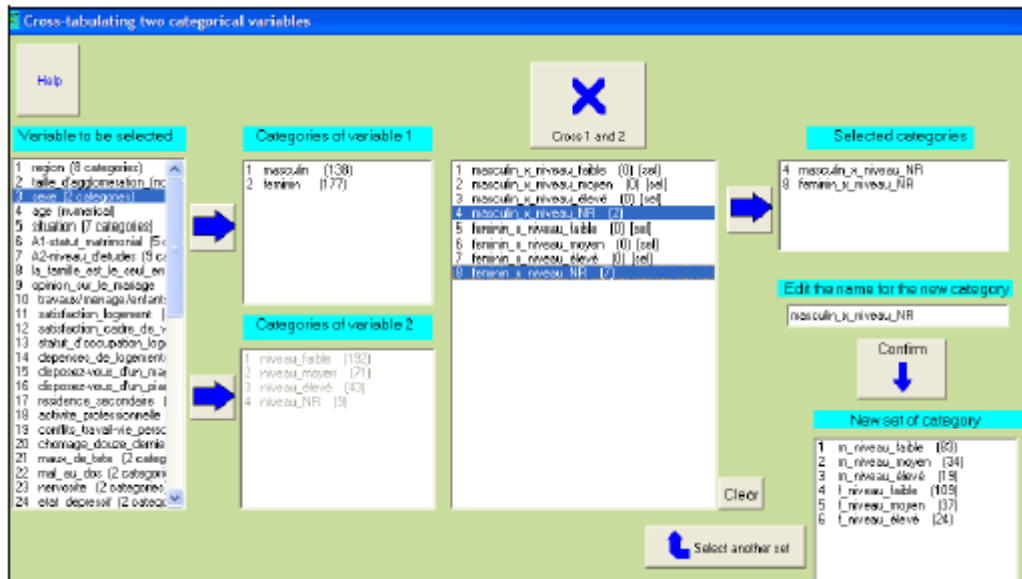 Cross-tabulating two categorical variables
Help
Cross 1 and 2
Variable to be selected
1 region (8 categories)
2 taille_d'agglomeration (nc
3 sexe (2 categories)
4 age (numerical)
5 situation (7 categories)
6 A1-statut_matrimonial (5 c
7 A2-niveau_d'etudes (9 ca
8 la_famille_est_le_seul_en
9 opinion_sur_le_mariage
10 travaux/menage/enfants
11 satisfaction_logement (
12 satisfaction_cadre_de_v
13 statut_d'occupation_log
14 depenses_de_logement
15 disposez-vous_d'un_mag
16 disposez-vous_d'un_pian
17 residence_secondaire (
18 activite_professionnelle
19 conflits_travail-vie_perso
20 chomage_douze_dernie
21 maux_de_tete (2 categ
22 mal_au_dos (2 categori
23 nervosite (2 categories)
24 etat_depressif (2 catego
Categories of variable 1
1 masculin (138)
2 feminin (177)
Categories of variable 2
1 niveau_faible (192)
2 niveau_moyen (71)
3 niveau_élevé (43)
4 niveau_NR (9)
1 masculin_x_niveau_faible (0) [sel]
2 masculin_x_niveau_moyen (0) [sel]
3 masculin_x_niveau_élevé (0) [sel]
4 masculin_x_niveau_NR (2)
5 feminin_x_niveau_faible (0) [sel]
6 feminin_x_niveau_moyen (0) [sel]
7 feminin_x_niveau_élevé (0) [sel]
8 feminin_x_niveau_NR (7)
Clear
Select another set
Selected categories
4 masculin_x_niveau_NR
8 feminin_x_niveau_NR
Edit the name for the new category
masculin_x_niveau_NR
Confirm
New set of category
1 m_niveau_faible (83)
2 m_niveau_moyen (34)
3 m_niveau_élevé (19)
4 f_niveau_faible (109)
5 f_niveau_moyen (37)
6 f_niveau_élevé (24)